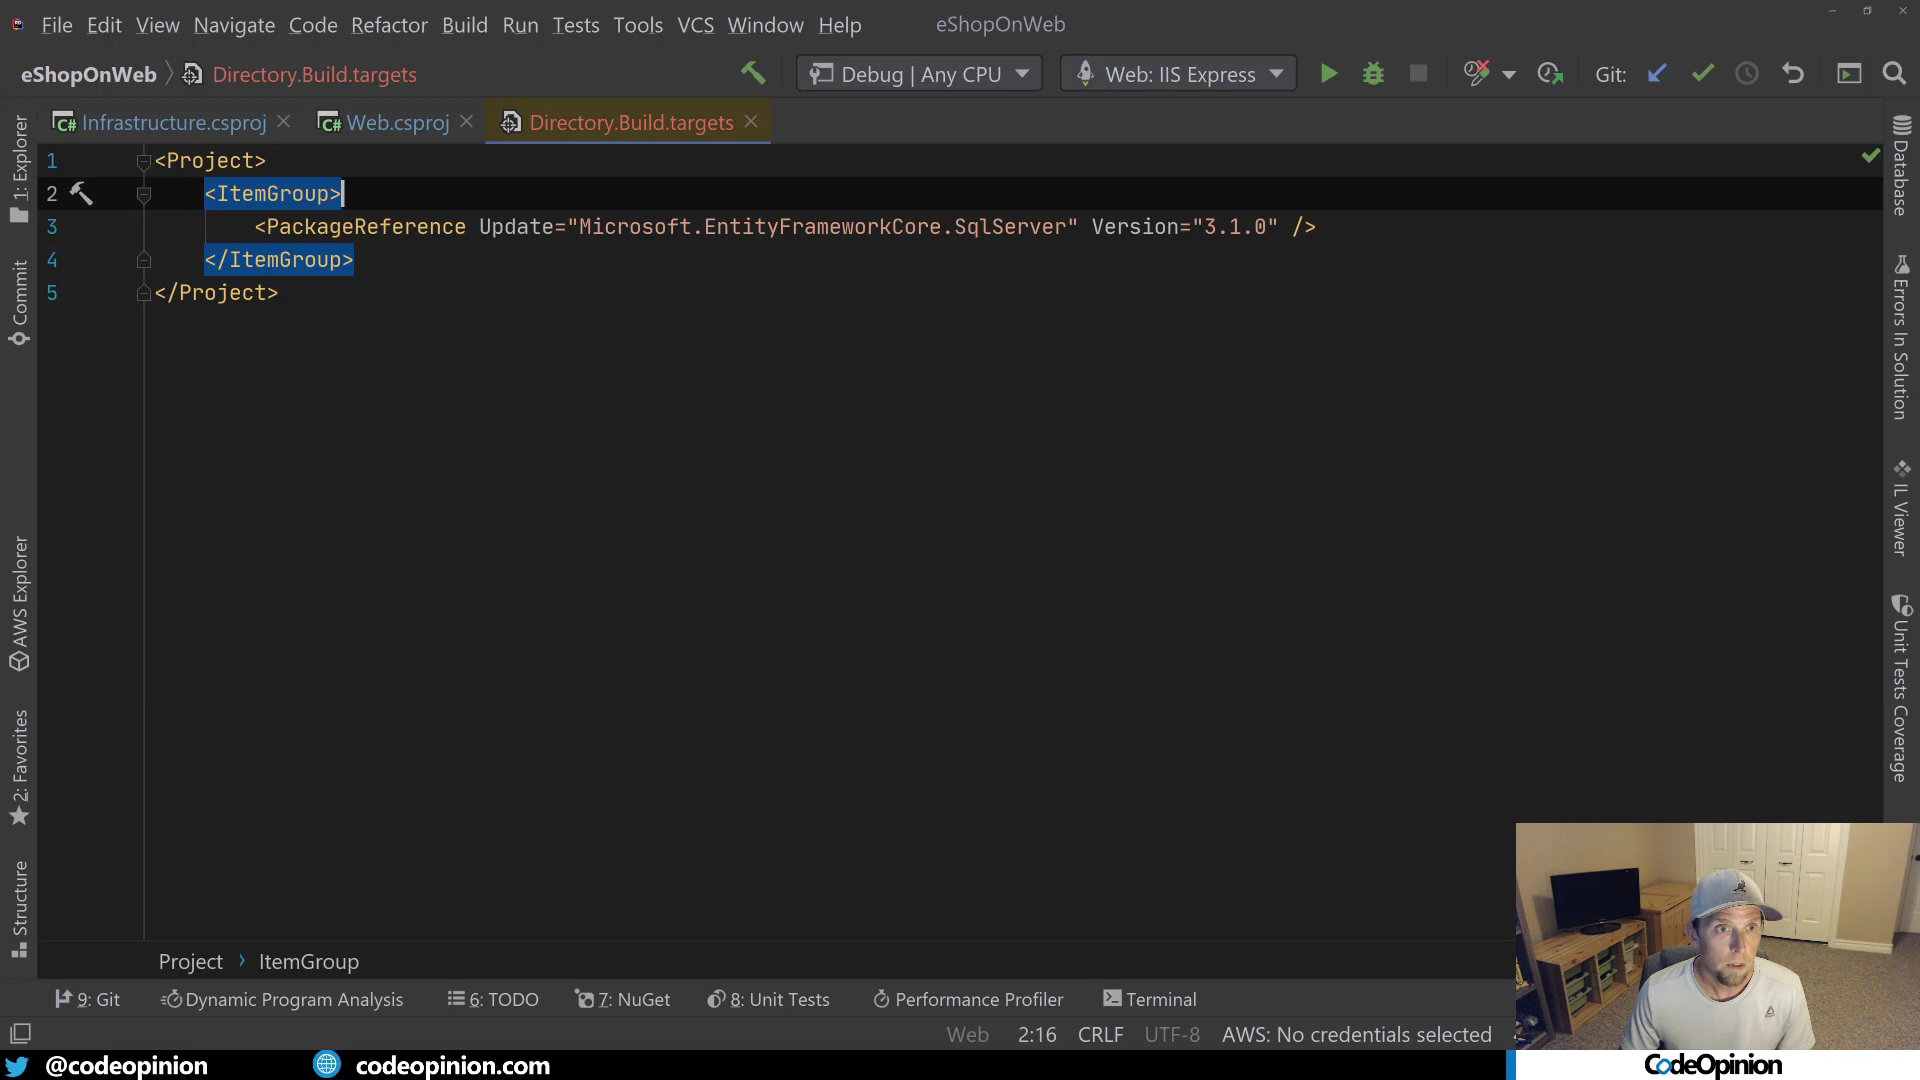 File Edit View Navigate Code Refactor Build Run Tests Tools VCS Window Help eShopOnWeb
eShopOnWeb Directory.Build.targets Debug | Any CPU Web: IIS Express Git:
Infrastructure.csproj Web.csproj Directory.Build.targets
1 <Project>
2 <ItemGroup>
3 <PackageReference Update="Microsoft.EntityFrameworkCore.SqlServer" Version="3.1.0" />
4 </ItemGroup>
5 </Project>
1: Explorer
Commit
AWS Explorer
2: Favorites
Structure
Database
Errors In Solution
IL Viewer
Unit Tests Coverage
Project ItemGroup
9: Git Dynamic Program Analysis 6: TODO 7: NuGet 8: Unit Tests Performance Profiler Terminal
Web 2:16 CRLF UTF-8 AWS: No credentials selected
@codeopinion codeopinion.com CodeOpinion